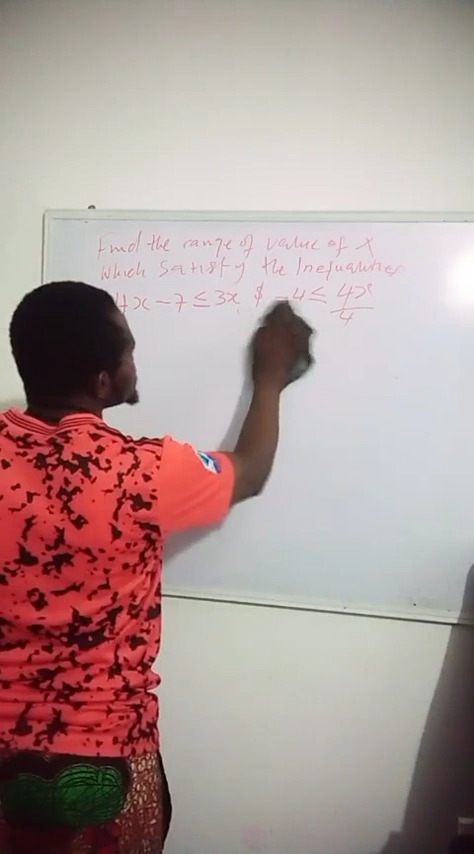 Find the range of value of x
which satisfy the Inequalities
4x - 7 ≤ 3x & -4 ≤ 4x/4